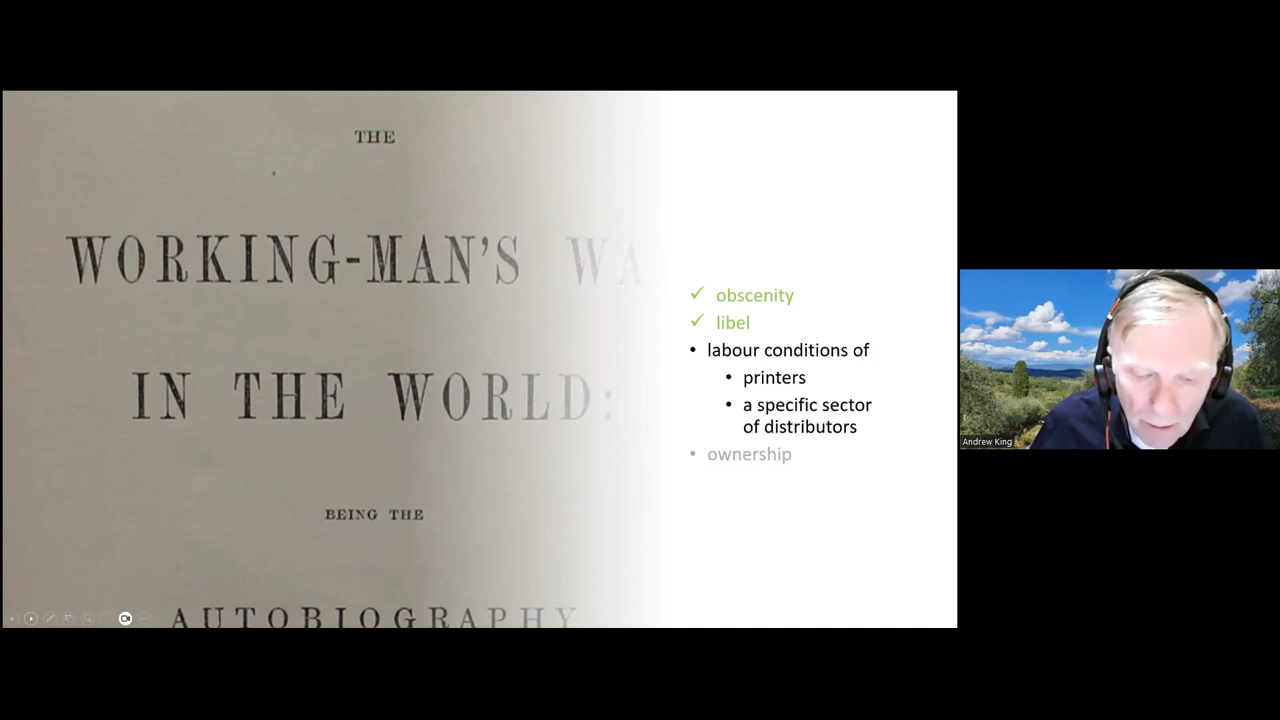 THE
WORKING-MAN'S WA
IN THE WORLD:
BEING THE
AUTOBIOGRAPHY
✓ obscenity
✓ libel
• labour conditions of
• printers
• a specific sector
of distributors
• ownership
Andrew King